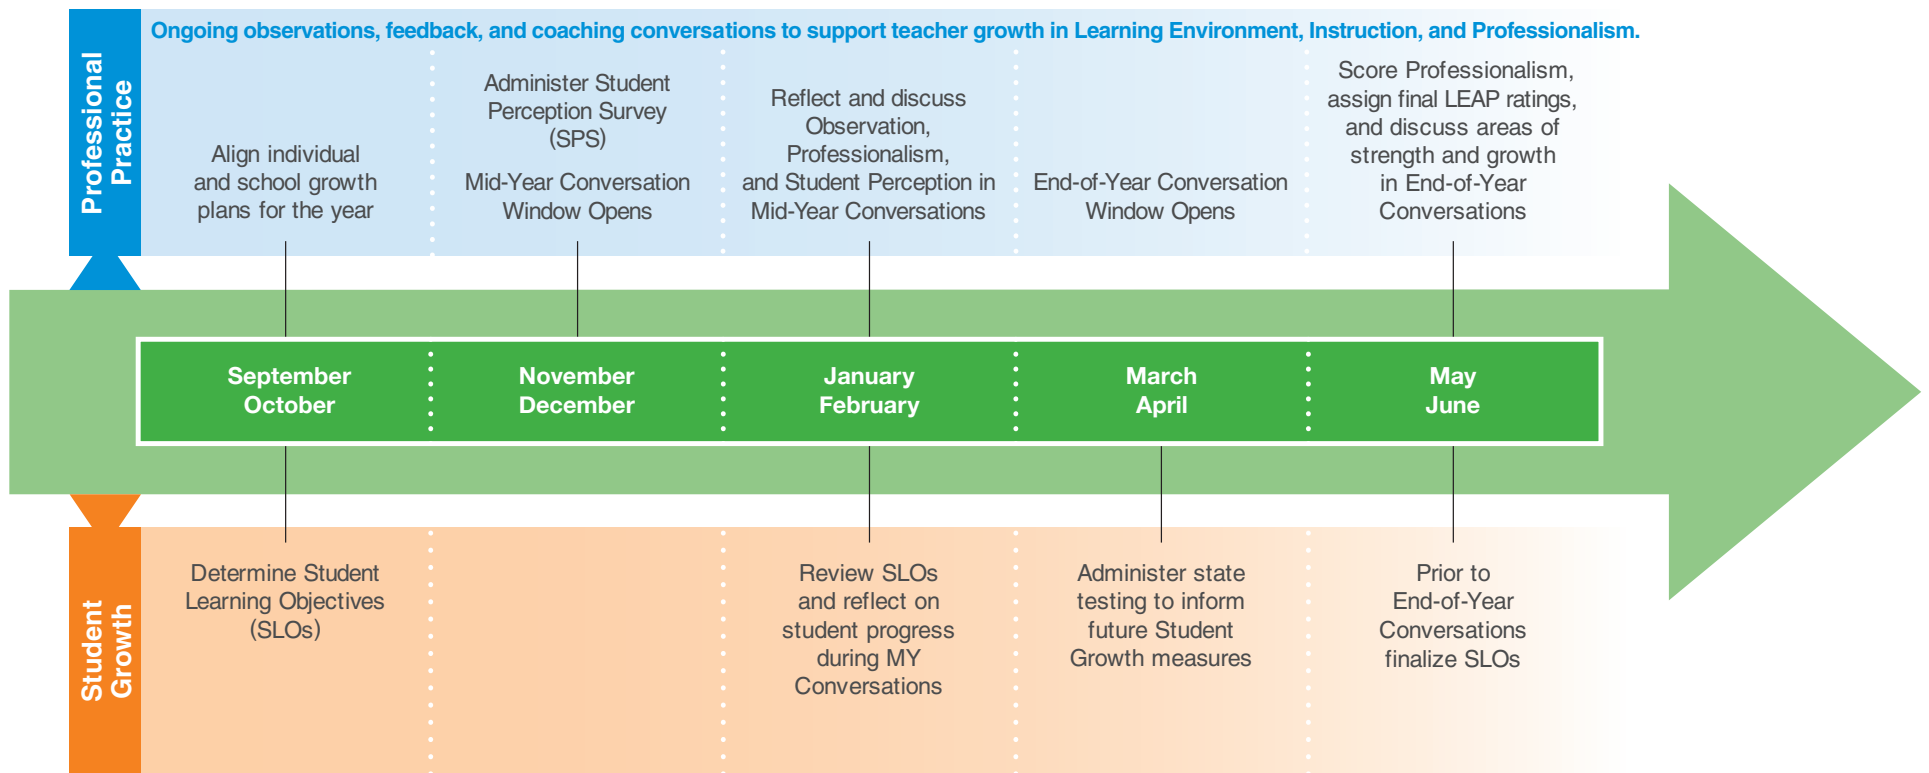 Professional
Practice
Ongoing observations, feedback, and coaching conversations to support teacher growth in Learning Environment, Instruction, and Professionalism.
Align individual
and school growth
plans for the year
Administer Student
Perception Survey
(SPS)
Mid-Year Conversation
Window Opens
Reflect and discuss
Observation,
Professionalism,
and Student Perception in
Mid-Year Conversations
End-of-Year Conversation
Window Opens
Score Professionalism,
assign final LEAP ratings,
and discuss areas of
strength and growth
in End-of-Year
Conversations
September
October
November
December
January
February
March
April
May
June
Student
Growth
Determine Student
Learning Objectives
(SLOs)
Review SLOs
and reflect on
student progress
during MY
Conversations
Administer state
testing to inform
future Student
Growth measures
Prior to
End-of-Year
Conversations
finalize SLOs